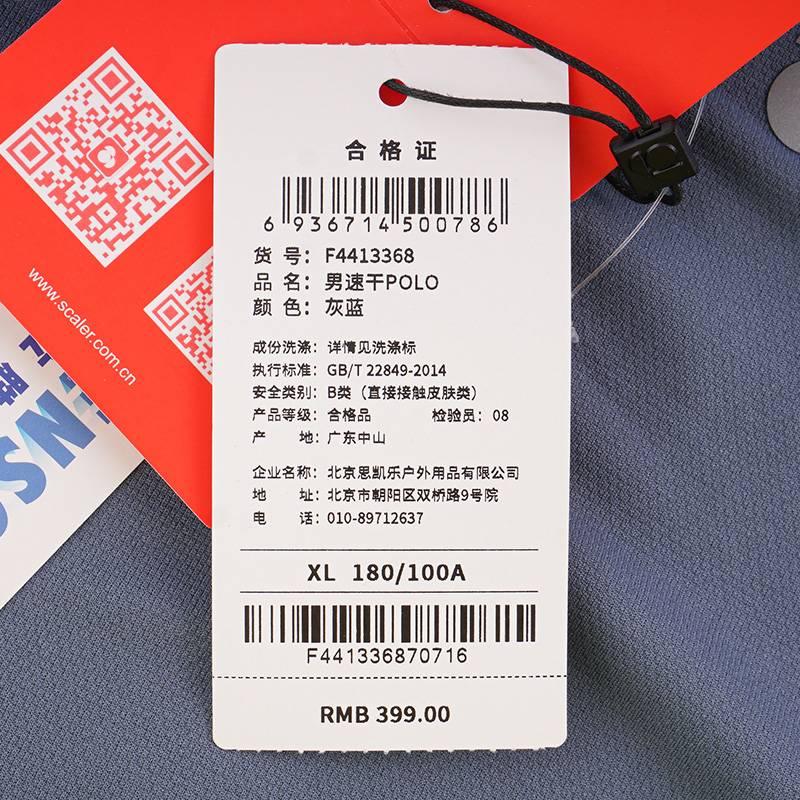 合格证
6 936714 500786
货 号：F4413368
品 名：男速干POLO
颜 色：灰蓝
成份洗涤：详情见洗涤标
执行标准：GB/T 22849-2014
安全类别：B类（直接接触皮肤类）
产品等级：合格品 检验员：08
产 地：广东中山
企业名称：北京思凯乐户外用品有限公司
地 址：北京市朝阳区双桥路9号院
电 话：010-89712637
XL 180/100A
F441336870716
RMB 399.00
www.scaler.com.cn